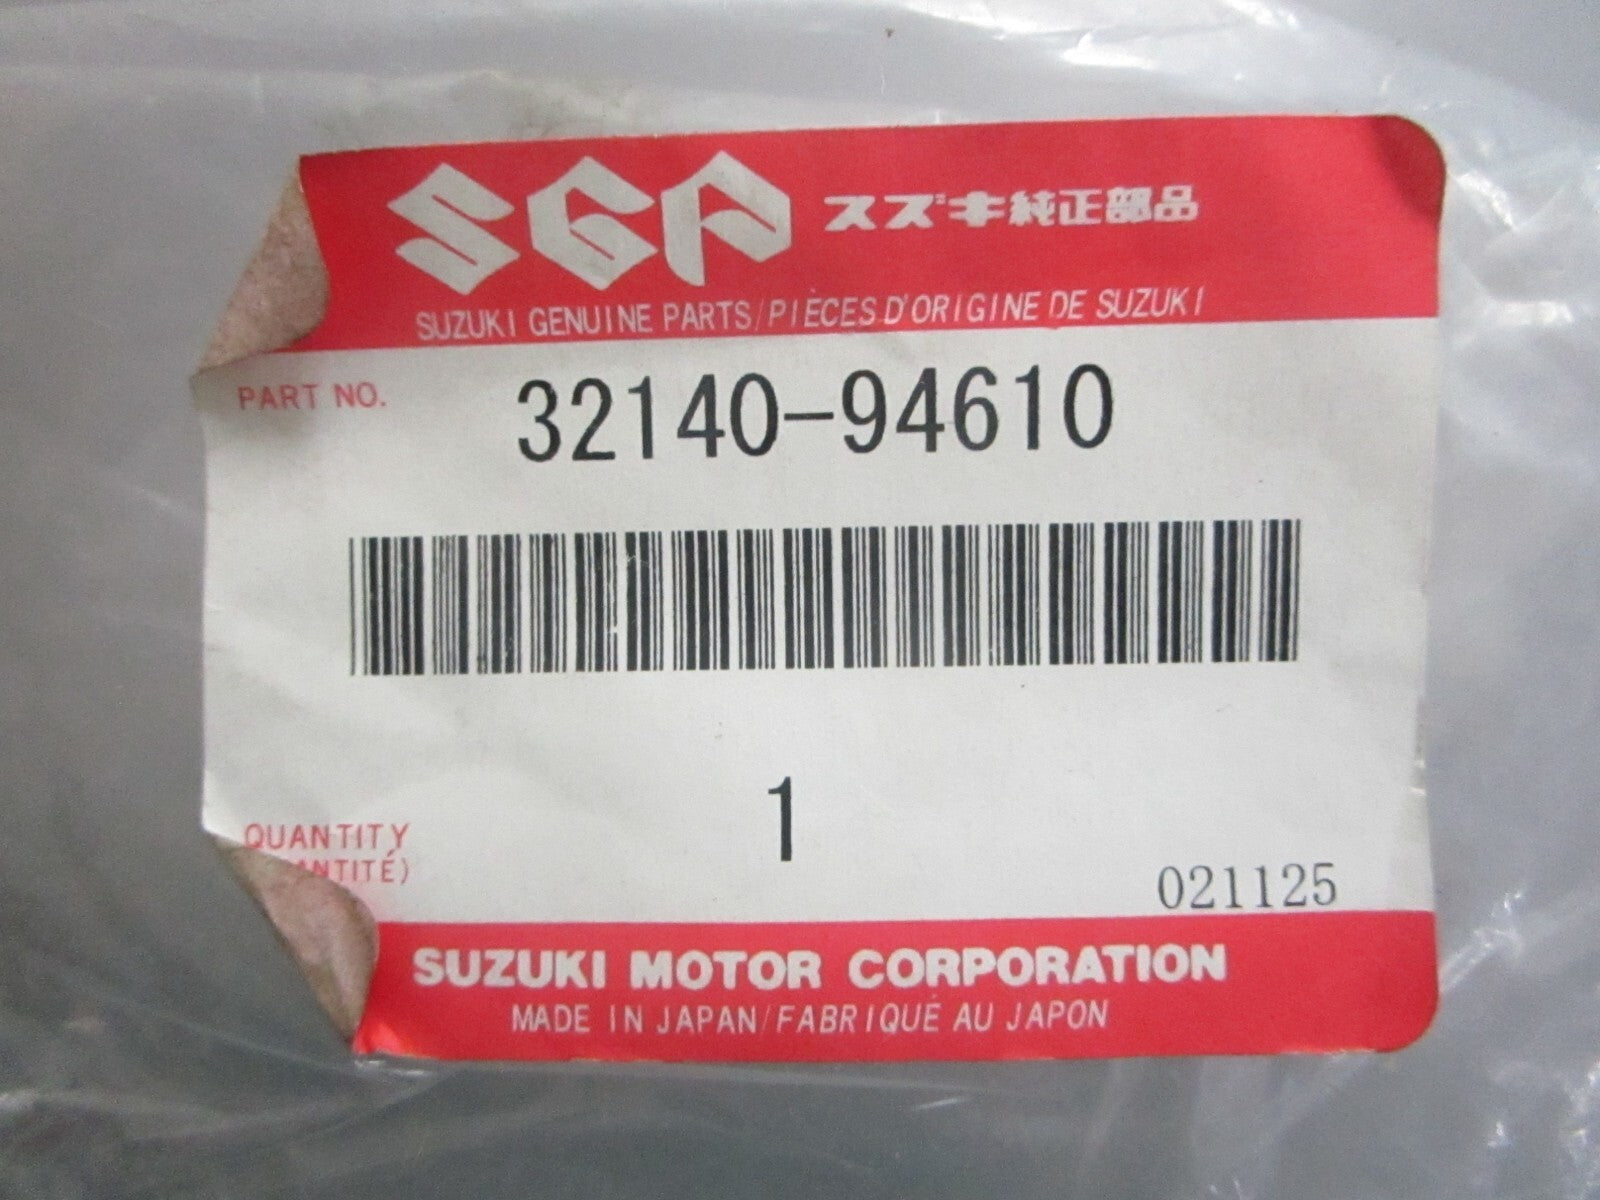 SGP スズキ純正部品
SUZUKI GENUINE PARTS/PIÈCES D'ORIGINE DE SUZUKI
PART NO. 32140-94610
1
QUANTITY
ANTITÉ)
021125
SUZUKI MOTOR CORPORATION
MADE IN JAPAN/FABRIQUÉ AU JAPON